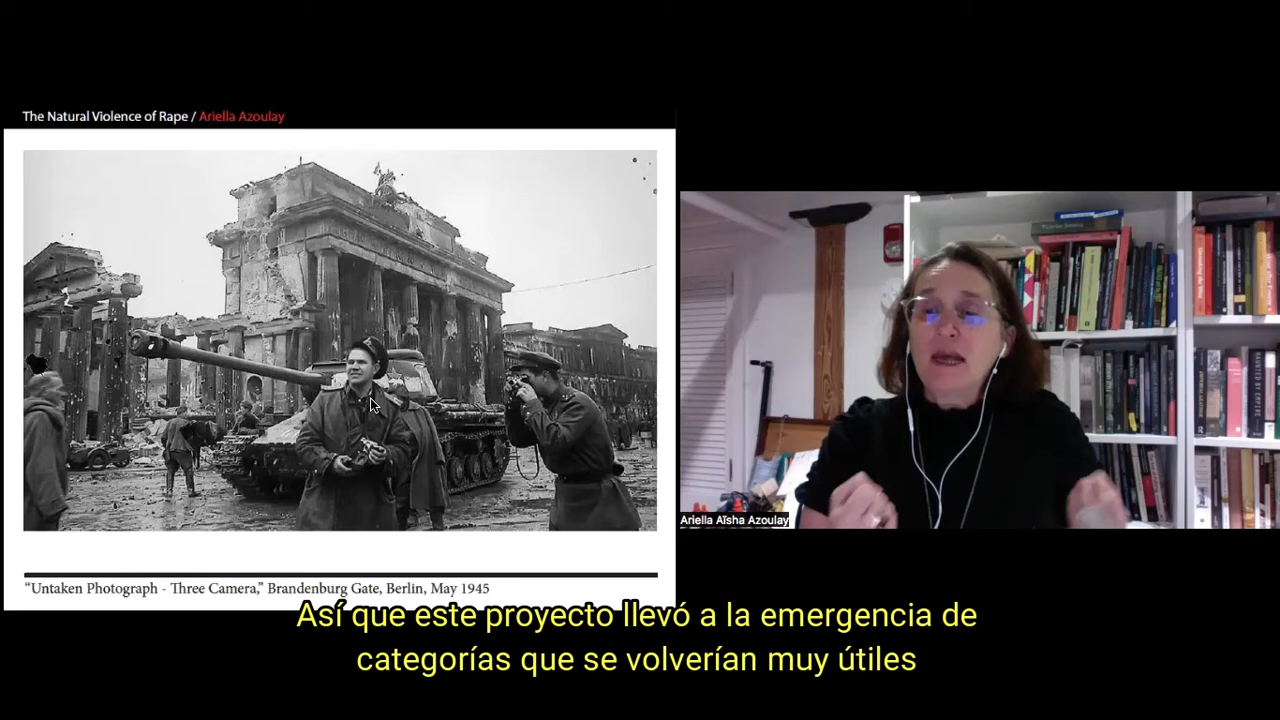 The Natural Violence of Rape / Ariella Azoulay
Ariella Aïsha Azoulay
"Untaken Photograph - Three Camera," Brandenburg Gate, Berlin, May 1945
Así que este proyecto llevó a la emergencia de
categorías que se volverían muy útiles